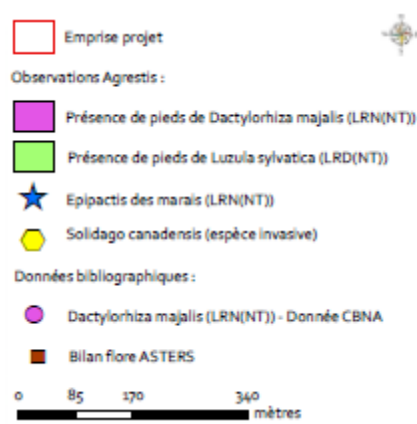 Emprise projet
Observations Agrestis :
Présence de pieds de Dactylorhiza majalis (LRN(NT))
Présence de pieds de Luzula sylvatica (LRD(NT))
Epipactis des marais (LRN(NT))
Solidago canadensis (espèce invasive)
Données bibliographiques :
Dactylorhiza majalis (LRN(NT)) - Donnée CBNA
Bilan flore ASTERS
0 85 170 340
mètres